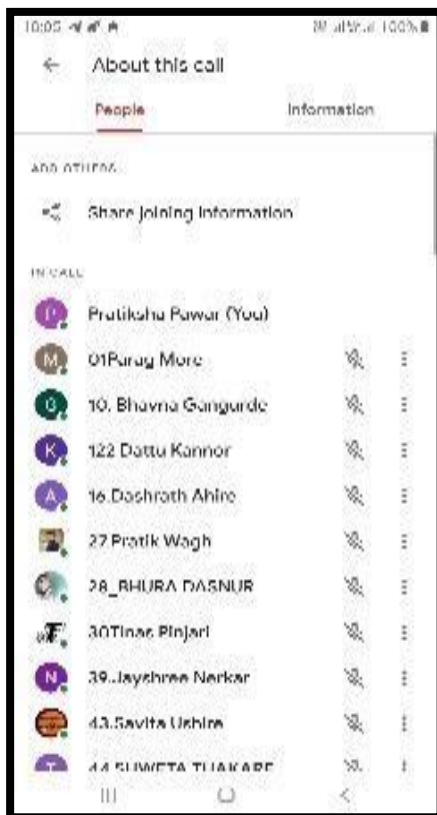 10:05 100%
About this call
People Information
ADD OTHERS
Share joining information
IN CALL
P Pratiksha Pawar (You)
M 01Parag More
10. Bhavna Gangurde
K 122 Dattu Kannor
A 16.Dashrath Ahire
27 Pratik Wagh
28_BHURA DASNUR
30Tinas Pinjari
N 39.Jayshree Nerkar
43.Savita Ushire
T 44 SHWETA THAKARE